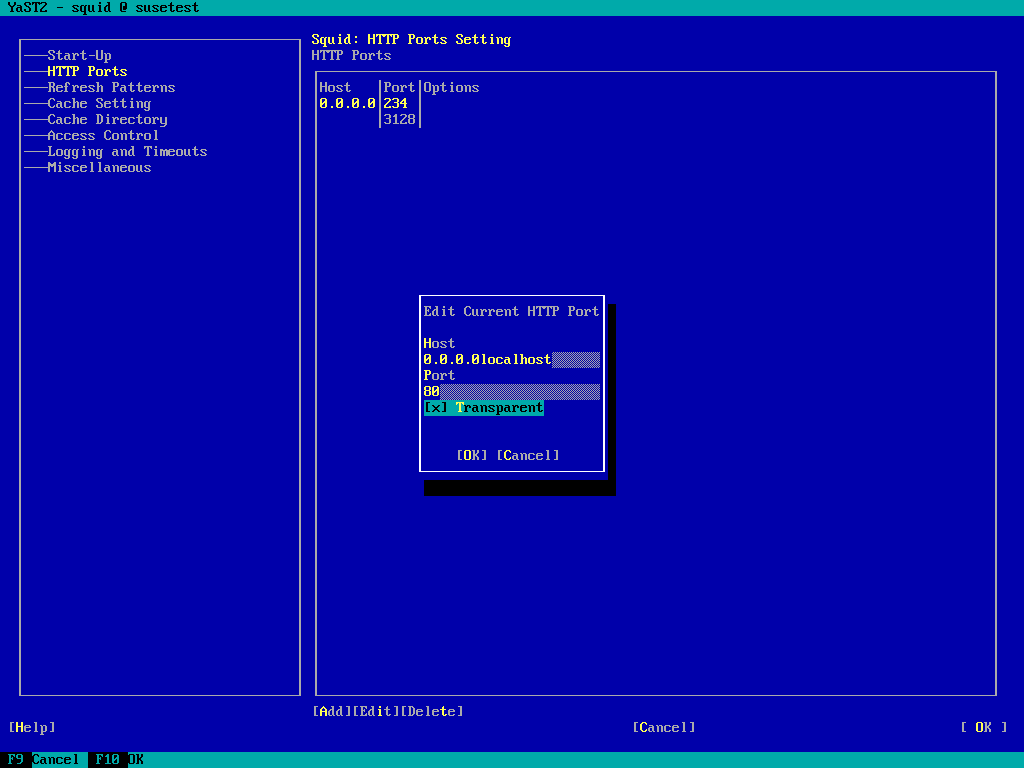 YaST2 - squid @ susetest
Squid: HTTP Ports Setting
HTTP Ports
Start-Up
HTTP Ports
Refresh Patterns
Cache Setting
Cache Directory
Access Control
Logging and Timeouts
Miscellaneous
Host |Port|Options
0.0.0.0|234 |
|3128|
Edit Current HTTP Port
Host
0.0.0.0localhost
Port
80
[x] Transparent
[OK] [Cancel]
[Add][Edit][Delete]
[Help] [Cancel] [ OK ]
F9 Cancel F10 OK